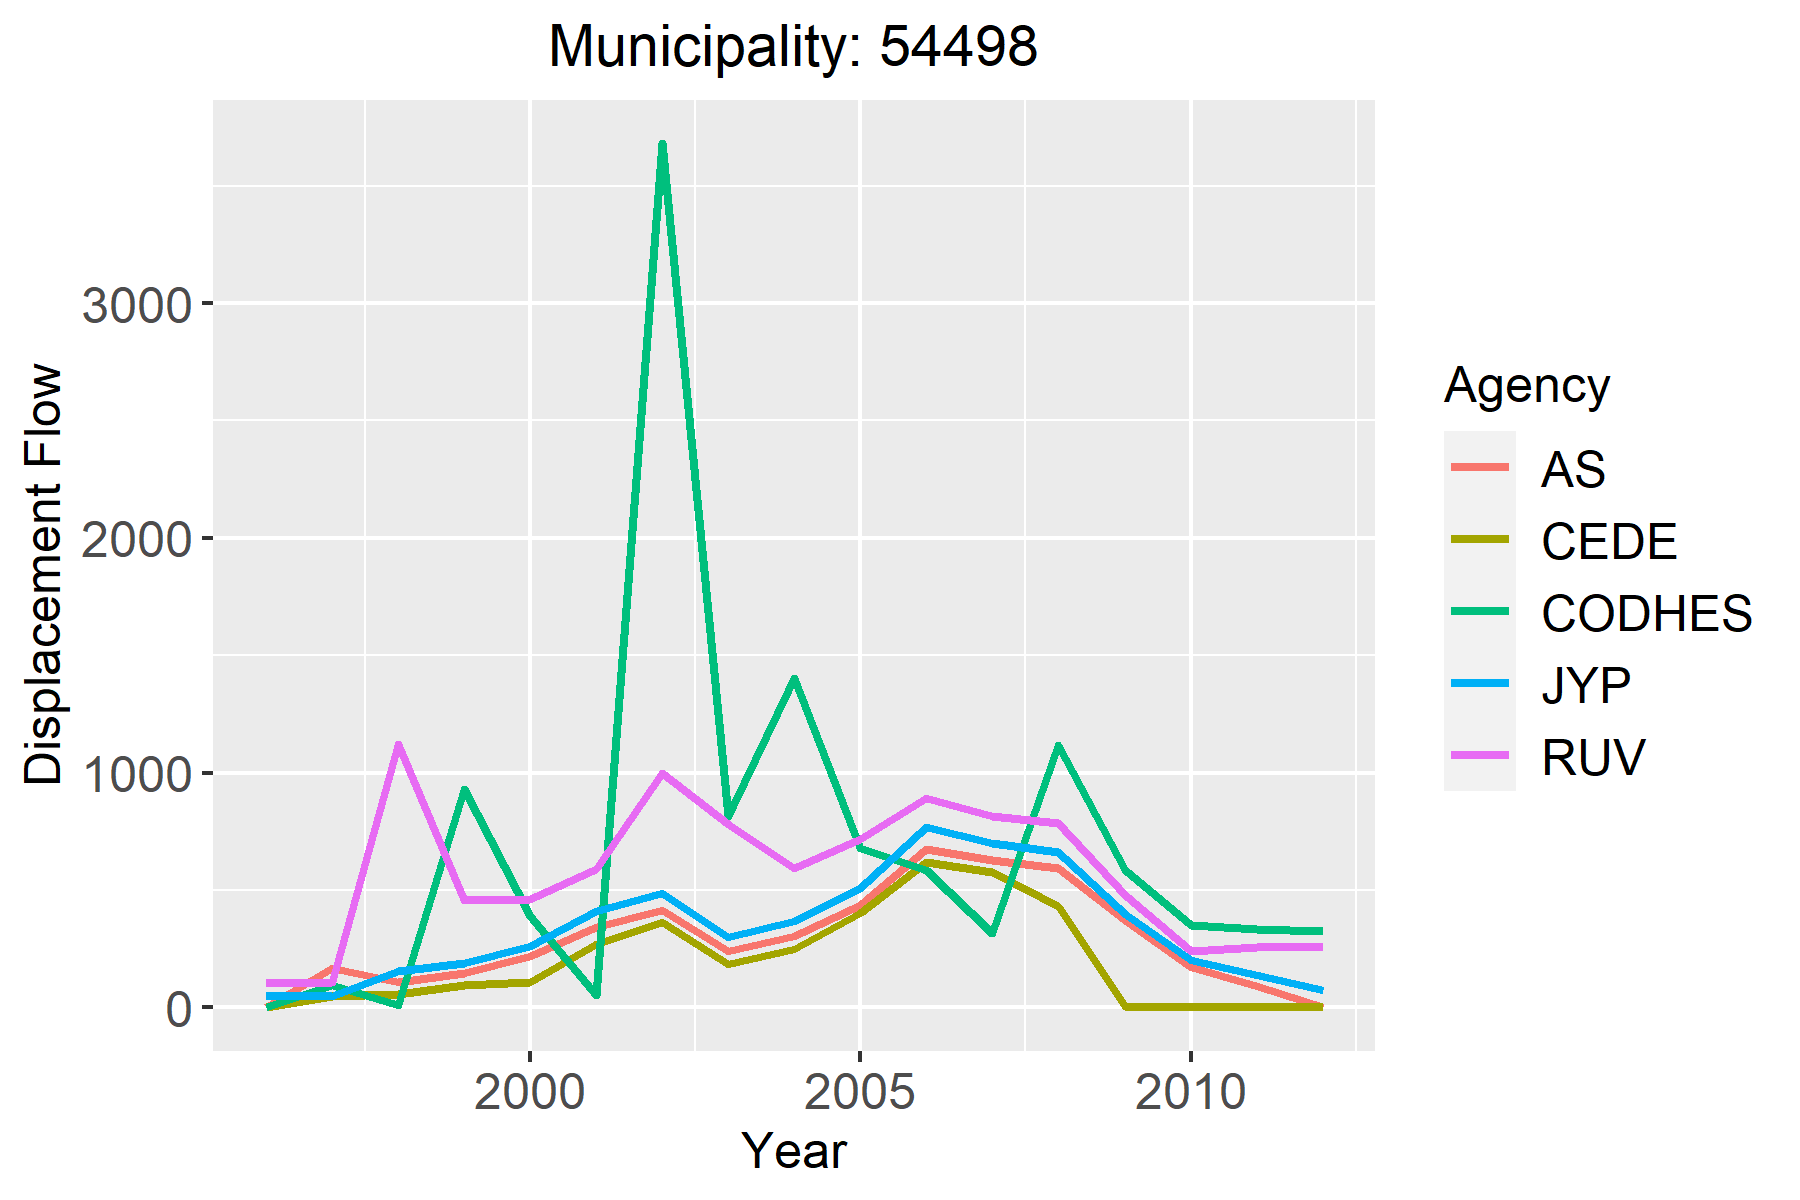 Municipality: 54498
Displacement Flow
3000
2000
1000
0
2000 2005 2010
Year
Agency
AS
CEDE
CODHES
JYP
RUV